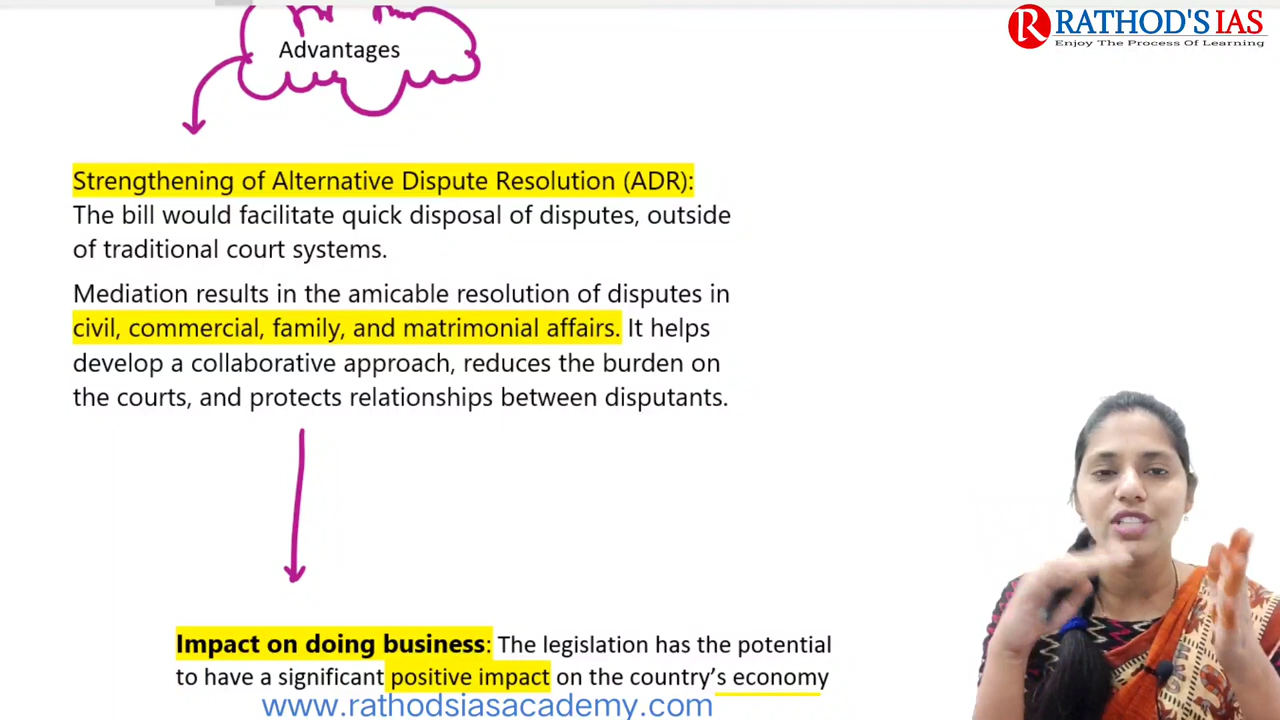 RATHOD'S IAS
Enjoy The Process Of Learning
Advantages
Strengthening of Alternative Dispute Resolution (ADR):
The bill would facilitate quick disposal of disputes, outside
of traditional court systems.
Mediation results in the amicable resolution of disputes in
civil, commercial, family, and matrimonial affairs. It helps
develop a collaborative approach, reduces the burden on
the courts, and protects relationships between disputants.
Impact on doing business: The legislation has the potential
to have a significant positive impact on the country's economy
www.rathodsiasacademy.com